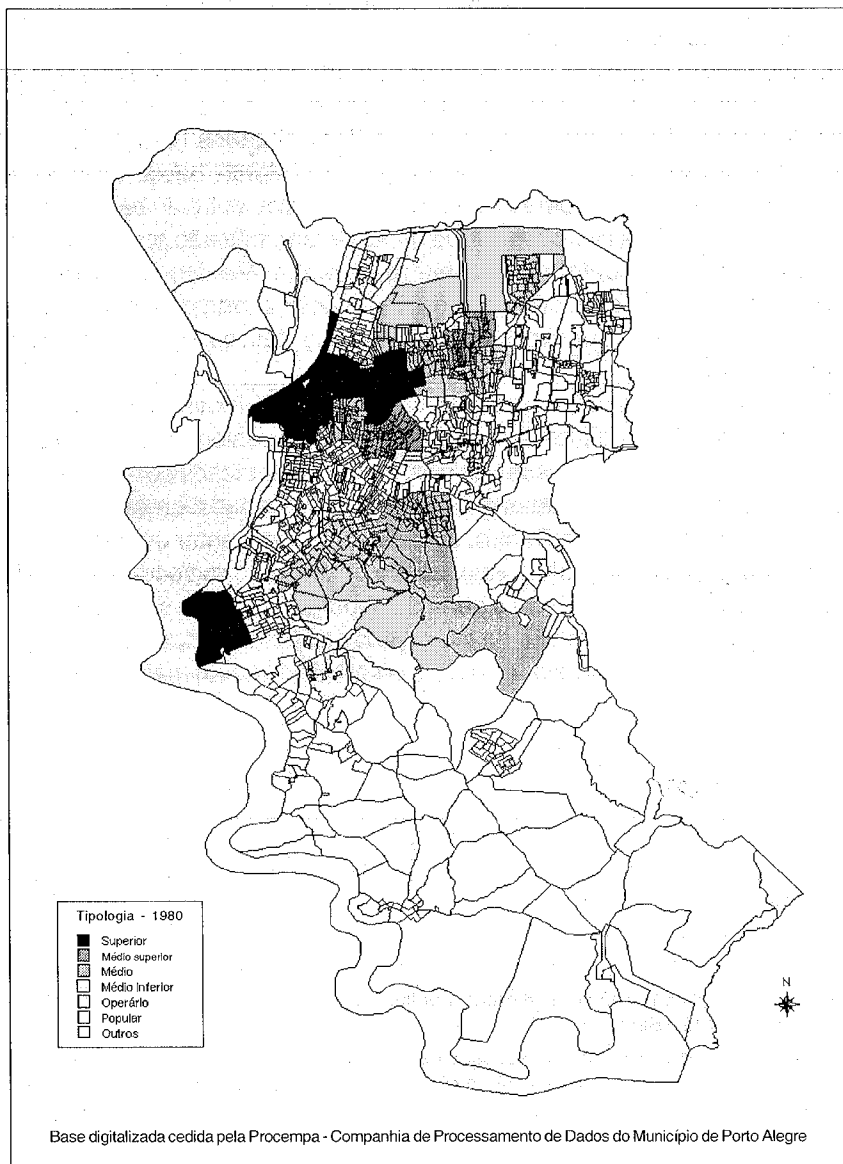 Tipologia - 1980
Superior
Médio superior
Médio
Médio Inferior
Operário
Popular
Outros
N
Base digitalizada cedida pela Procempa - Companhia de Processamento de Dados do Município de Porto Alegre